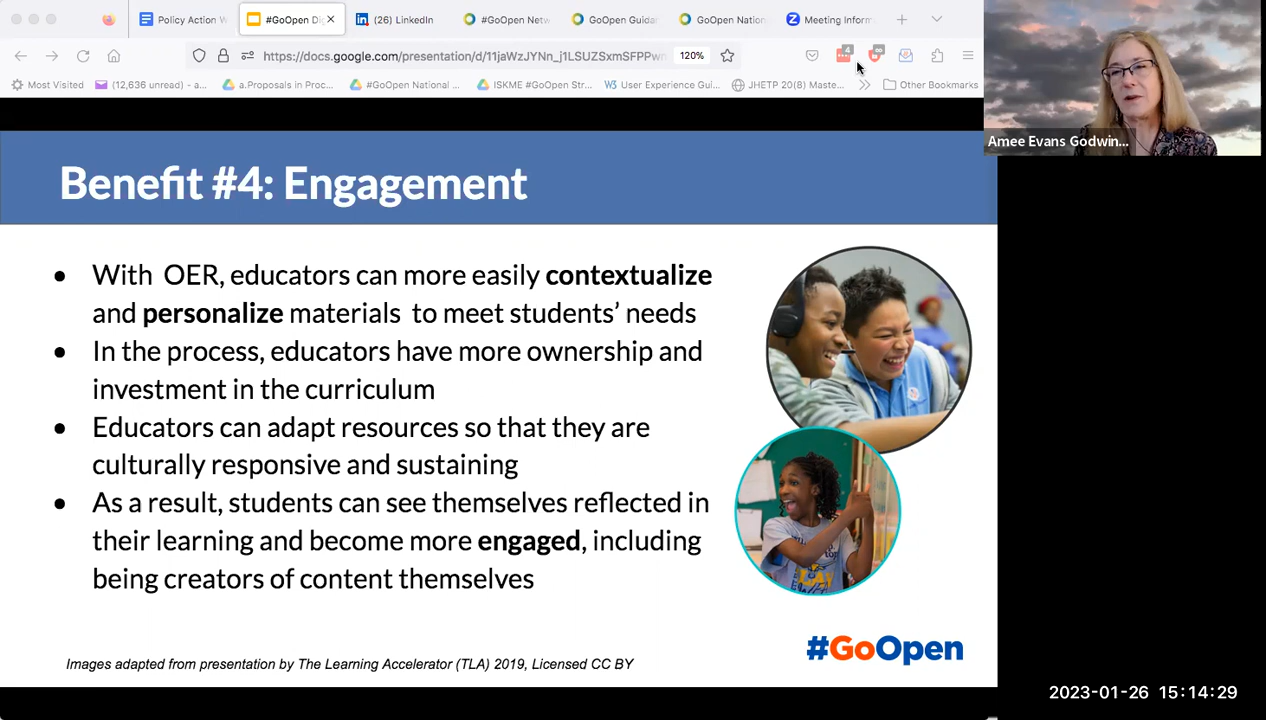 Policy Action W
#GoOpen Di
(26) LinkedIn
#GoOpen Netw
GoOpen Guida
GoOpen Nation
Meeting Inform
https://docs.google.com/presentation/d/11jaWzJYNn_j1LSUZSxmSFPPwn
120%
4
Most Visited
(12,636 unread) - a...
a.Proposals in Proc...
#GoOpen National ...
ISKME #GoOpen Str...
User Experience Gui...
JHETP 20(8) Maste...
Other Bookmarks
Amee Evans Godwin...
Benefit #4: Engagement
• With OER, educators can more easily contextualize
and personalize materials to meet students’ needs
• In the process, educators have more ownership and
investment in the curriculum
• Educators can adapt resources so that they are
culturally responsive and sustaining
• As a result, students can see themselves reflected in
their learning and become more engaged, including
being creators of content themselves
#GoOpen
Images adapted from presentation by The Learning Accelerator (TLA) 2019, Licensed CC BY
2023-01-26 15:14:29